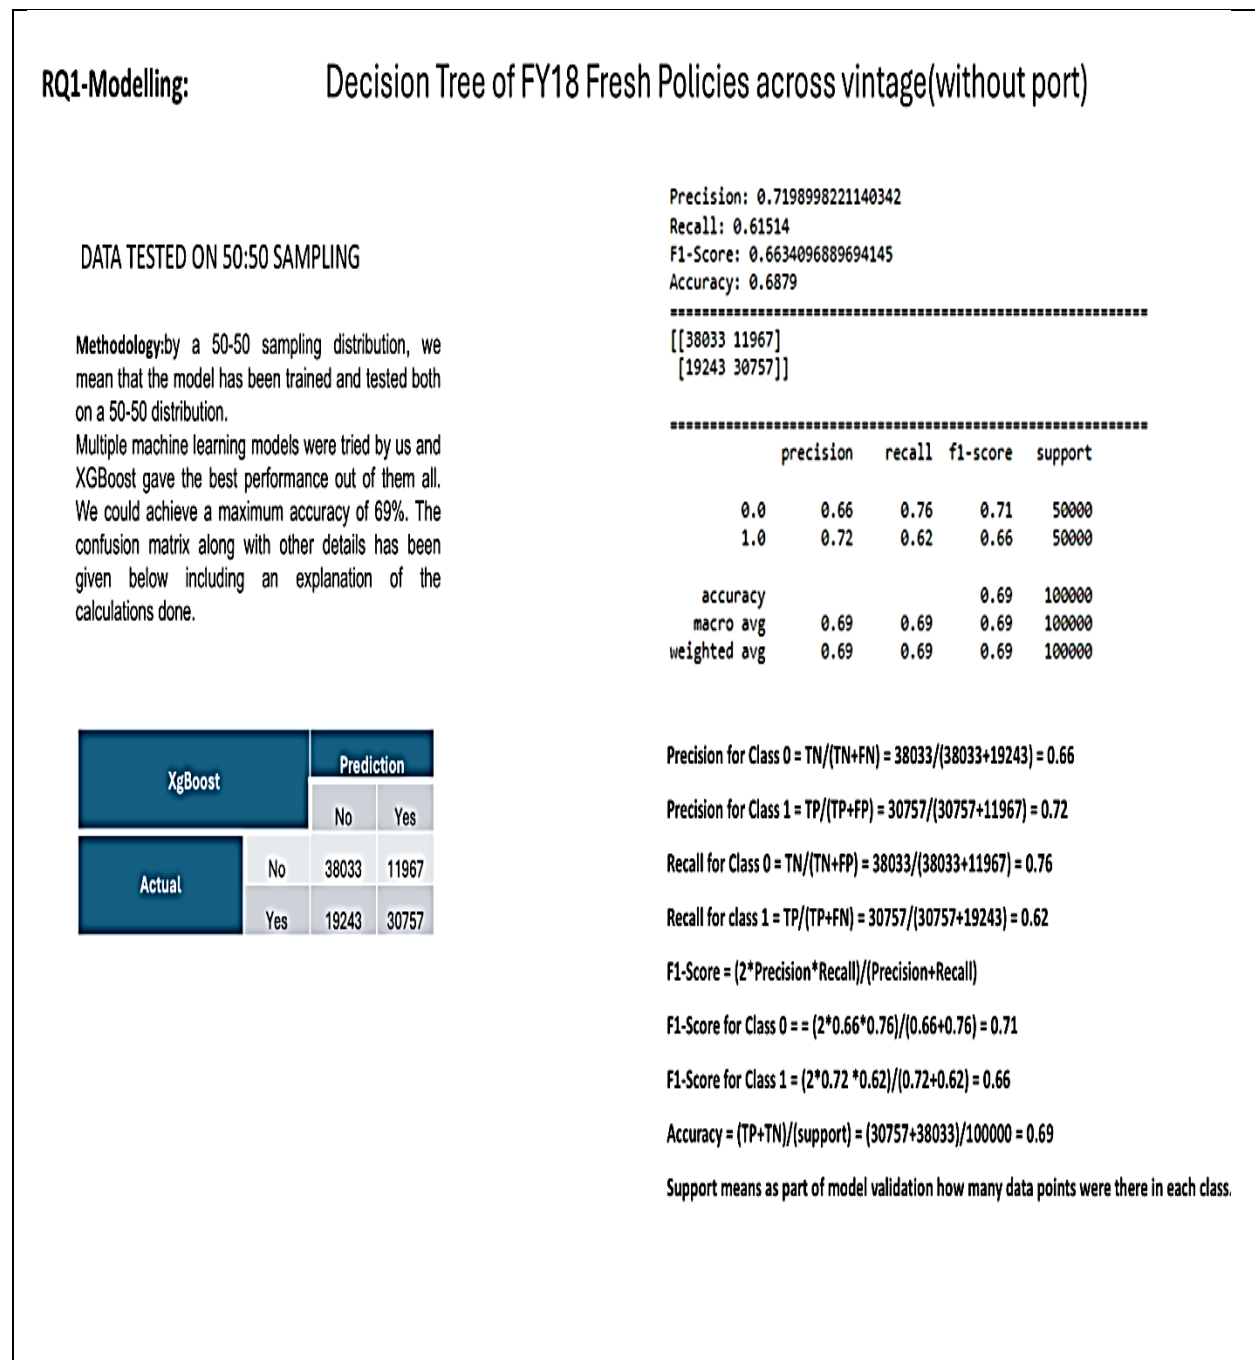 RQ1-Modelling:
Decision Tree of FY18 Fresh Policies across vintage(without port)
DATA TESTED ON 50:50 SAMPLING
Methodology:by a 50-50 sampling distribution, we
mean that the model has been trained and tested both
on a 50-50 distribution.
Multiple machine learning models were tried by us and
XGBoost gave the best performance out of them all.
We could achieve a maximum accuracy of 69%. The
confusion matrix along with other details has been
given below including an explanation of the
calculations done.
XgBoost Prediction
No Yes
Actual No 38033 11967
Yes 19243 30757
Precision: 0.7198998221140342
Recall: 0.61514
F1-Score: 0.6634096889694145
Accuracy: 0.6879
============================================================
[[38033 11967]
[19243 30757]]
============================================================
precision recall f1-score support
0.0 0.66 0.76 0.71 50000
1.0 0.72 0.62 0.66 50000
accuracy 0.69 100000
macro avg 0.69 0.69 0.69 100000
weighted avg 0.69 0.69 0.69 100000
Precision for Class 0 = TN/(TN+FN) = 38033/(38033+19243) = 0.66
Precision for Class 1 = TP/(TP+FP) = 30757/(30757+11967) = 0.72
Recall for Class 0 = TN/(TN+FP) = 38033/(38033+11967) = 0.76
Recall for class 1 = TP/(TP+FN) = 30757/(30757+19243) = 0.62
F1-Score = (2*Precision*Recall)/(Precision+Recall)
F1-Score for Class 0 = = (2*0.66*0.76)/(0.66+0.76) = 0.71
F1-Score for Class 1 = (2*0.72 *0.62)/(0.72+0.62) = 0.66
Accuracy = (TP+TN)/(support) = (30757+38033)/100000 = 0.69
Support means as part of model validation how many data points were there in each class.